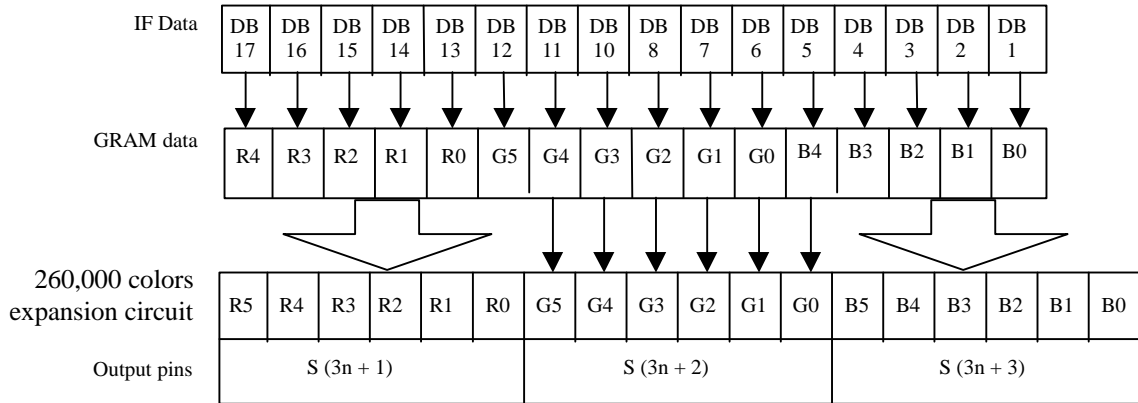 IF Data DB 17 DB 16 DB 15 DB 14 DB 13 DB 12 DB 11 DB 10 DB 8 DB 7 DB 6 DB 5 DB 4 DB 3 DB 2 DB 1
GRAM data R4 R3 R2 R1 R0 G5 G4 G3 G2 G1 G0 B4 B3 B2 B1 B0
260,000 colors
expansion circuit R5 R4 R3 R2 R1 R0 G5 G4 G3 G2 G1 G0 B5 B4 B3 B2 B1 B0
Output pins S (3n + 1) S (3n + 2) S (3n + 3)